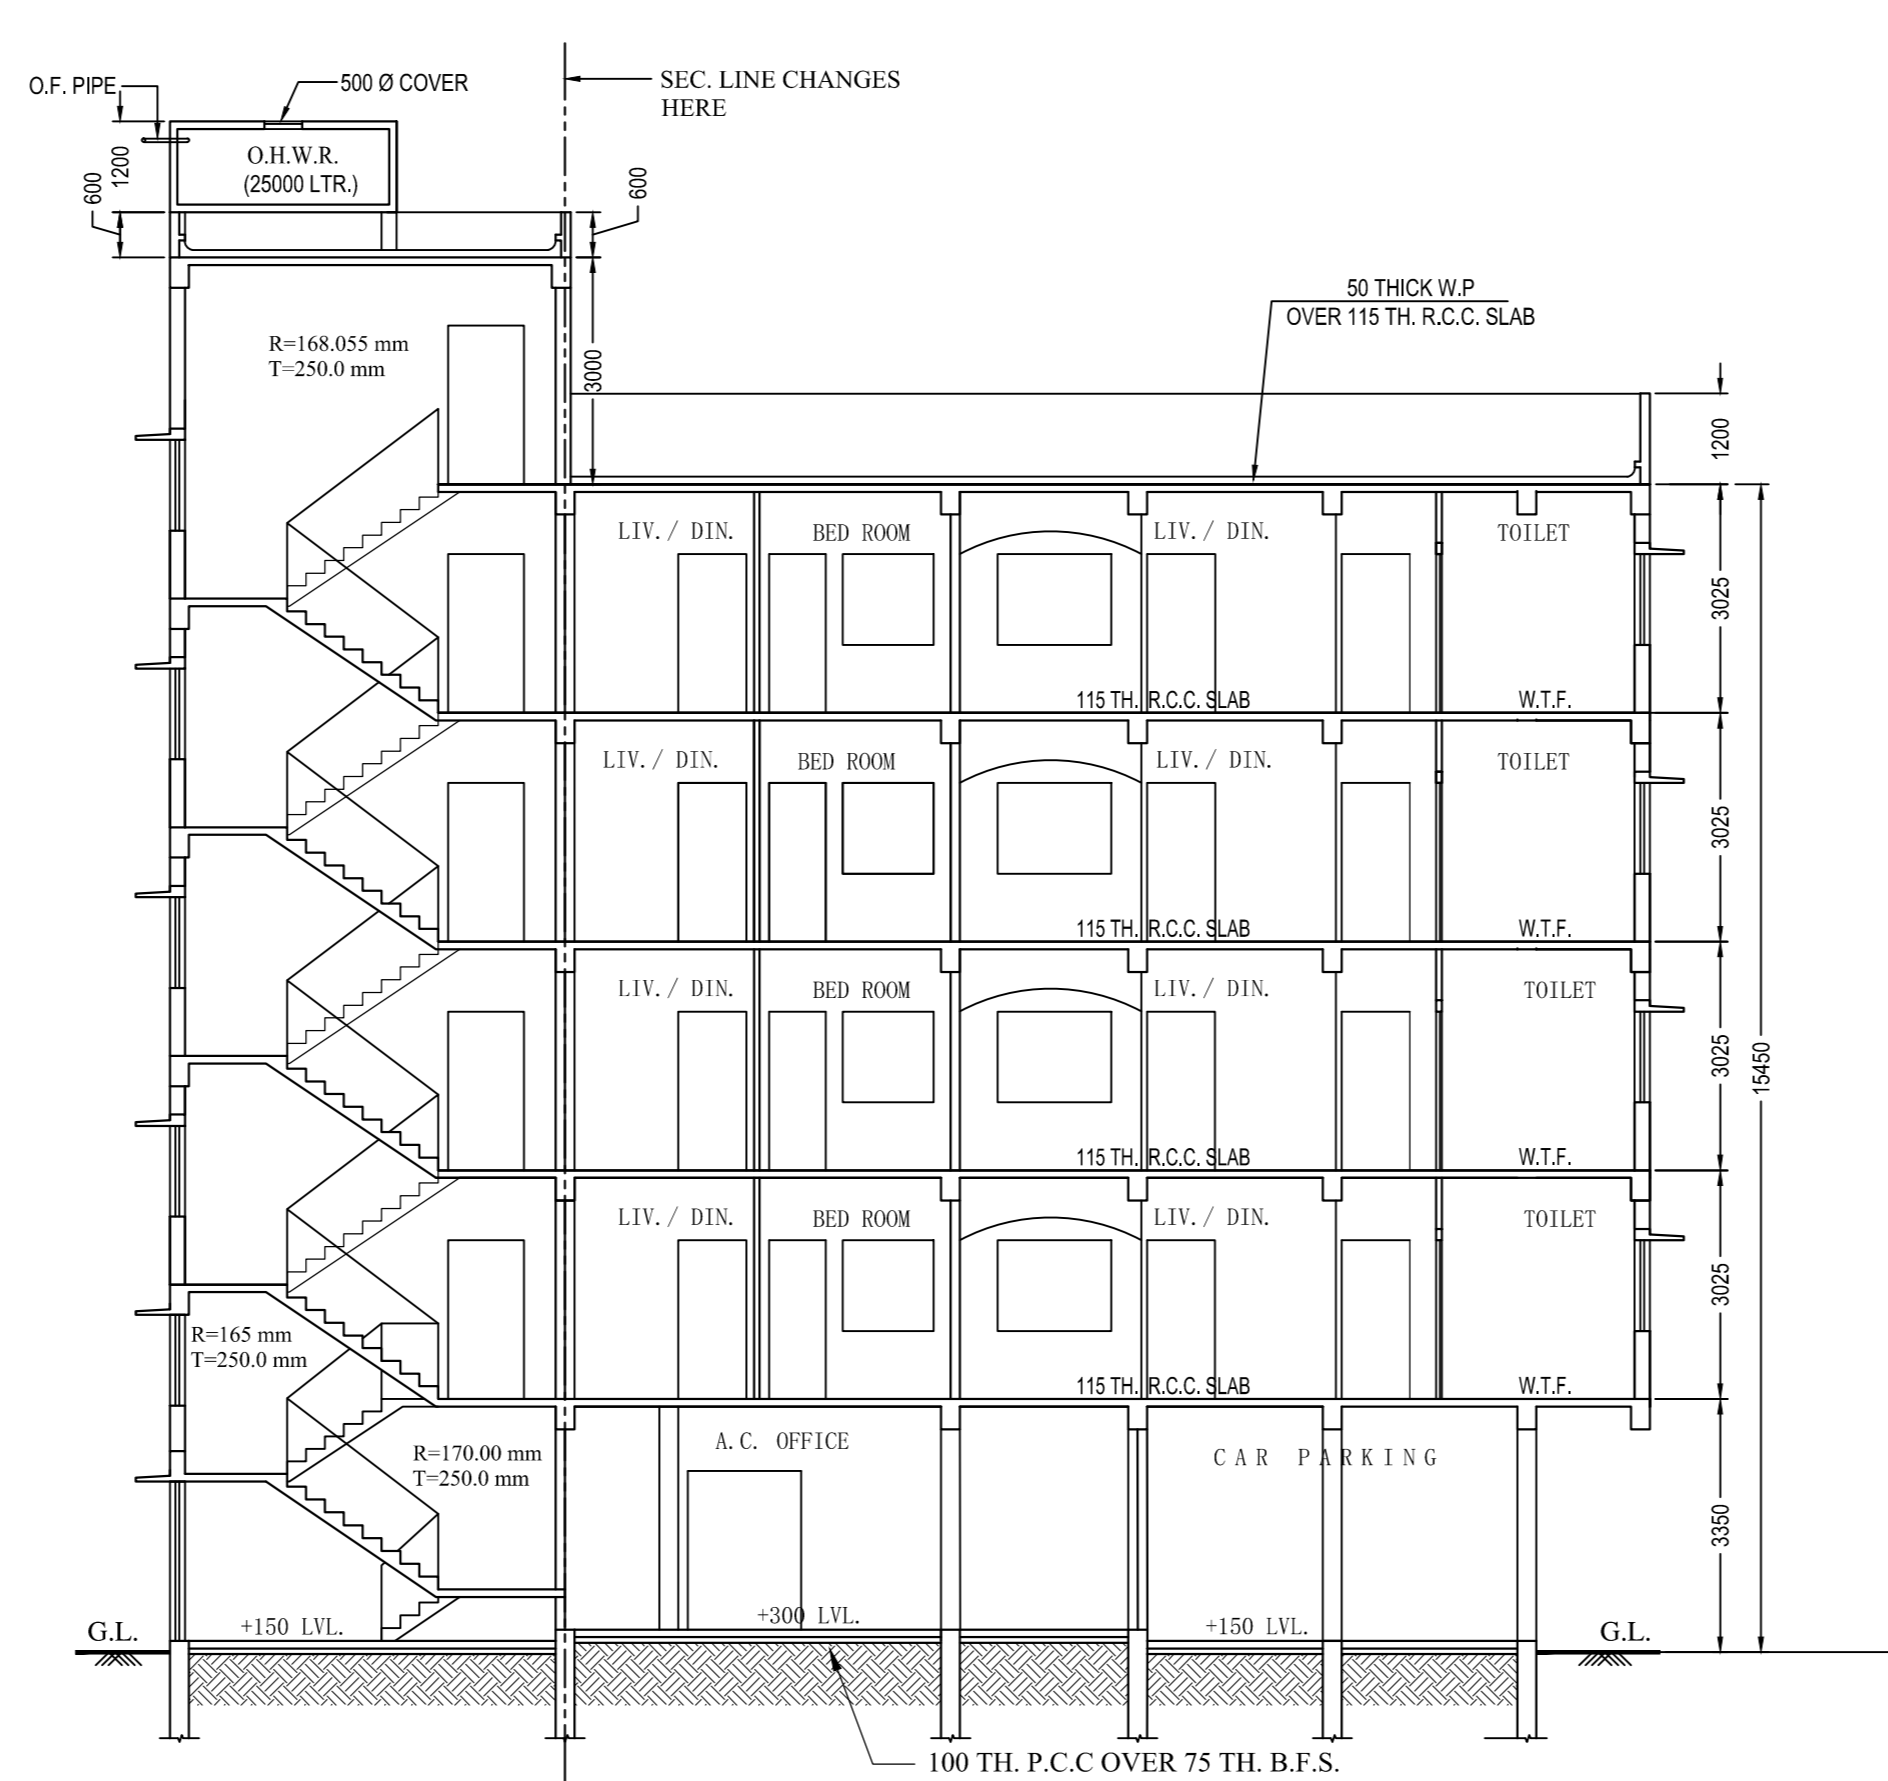 SEC. LINE CHANGES
HERE
O.F. PIPE
500 Ø COVER
1200
600
O.H.W.R.
(25000 LTR.)
600
50 THICK W.P
OVER 115 TH. R.C.C. SLAB
R=168.055 mm
T=250.0 mm
3000
1200
LIV./ DIN.
BED ROOM
LIV./ DIN.
TOILET
3025
115 TH. R.C.C. SLAB
W.T.F.
LIV./ DIN.
BED ROOM
LIV./ DIN.
TOILET
3025
115 TH. R.C.C. SLAB
W.T.F.
LIV./ DIN.
BED ROOM
LIV./ DIN.
TOILET
3025
15450
115 TH. R.C.C. SLAB
W.T.F.
LIV./ DIN.
BED ROOM
LIV./ DIN.
TOILET
3025
R=165 mm
T=250.0 mm
115 TH. R.C.C. SLAB
W.T.F.
A.C. OFFICE
CAR PARKING
R=170.00 mm
T=250.0 mm
3350
G.L.
+150 LVL.
+300 LVL.
+150 LVL.
G.L.
100 TH. P.C.C OVER 75 TH. B.F.S.